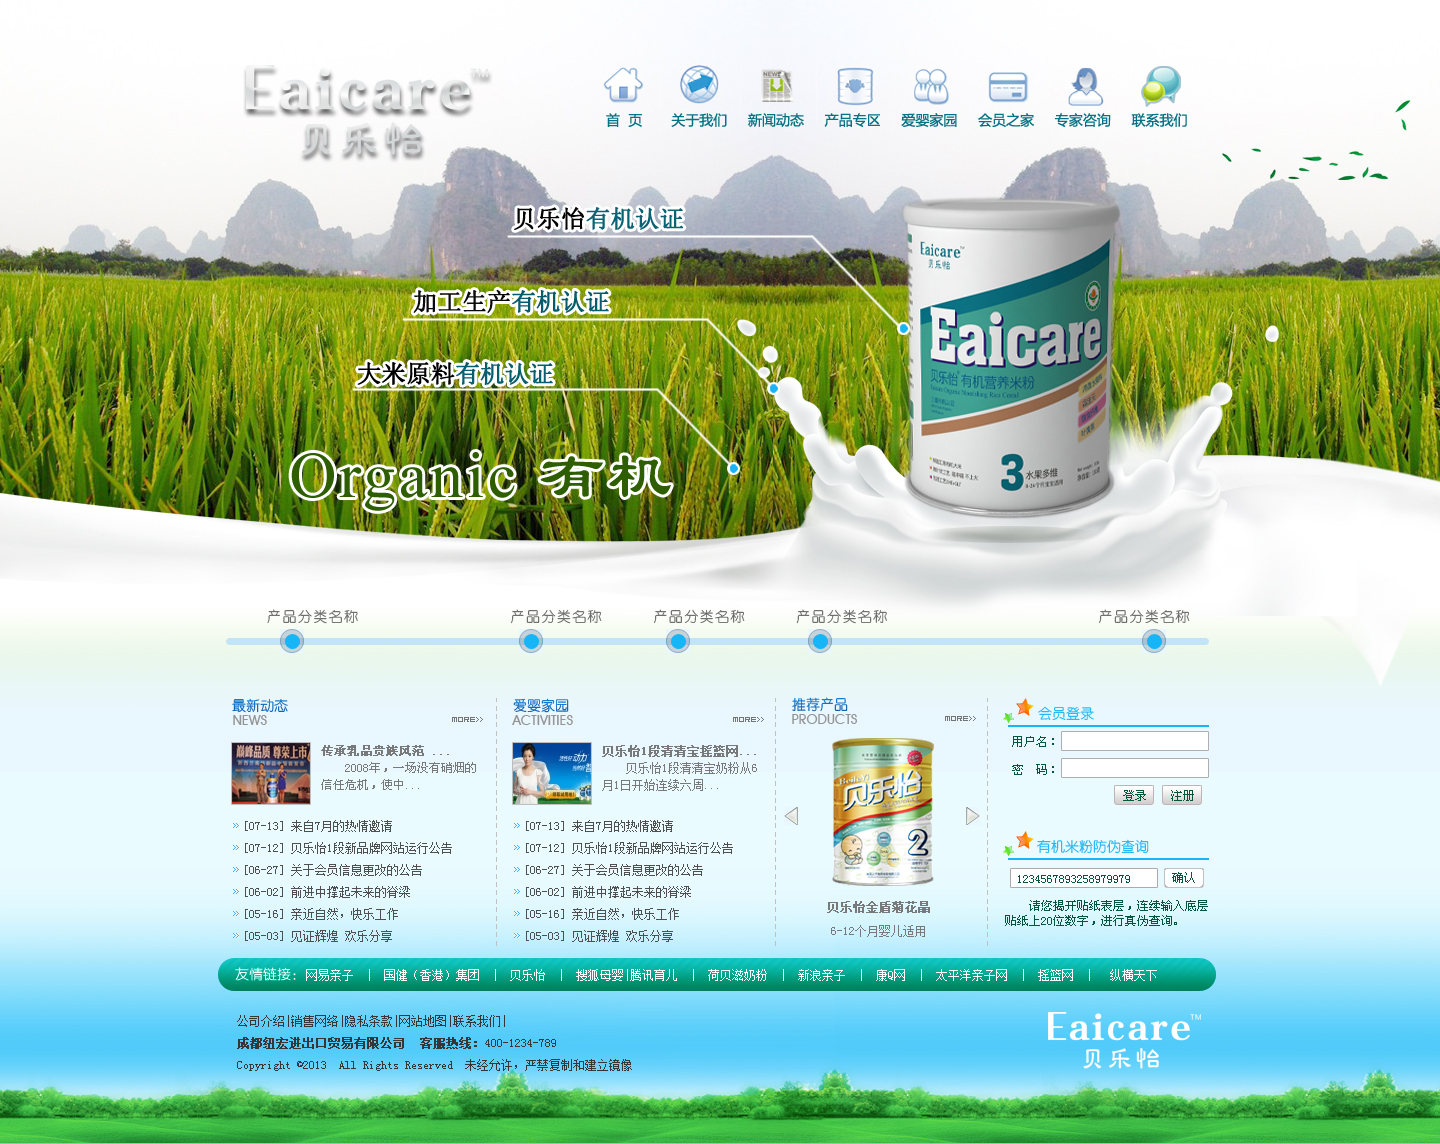 Eaicare™
贝乐怡
首 页
关于我们
新闻动态
产品专区
爱婴家园
会员之家
专家咨询
联系我们
贝乐怡有机认证
加工生产有机认证
大米原料有机认证
Organic 有机
Eaicare
贝乐怡
Eaicare
贝乐怡 有机营养米粉
3 水果多维
产品分类名称
产品分类名称
产品分类名称
产品分类名称
产品分类名称
最新动态
NEWS
MORE>>
巅峰品质 尊荣上市
传承乳品贵族风范 ...
2008年，一场没有硝烟的
信任危机，使中...
[07-13] 来自7月的热情邀请
[07-12] 贝乐怡1段新品牌网站运行公告
[06-27] 关于会员信息更改的公告
[06-02] 前进中撑起未来的脊梁
[05-16] 亲近自然，快乐工作
[05-03] 见证辉煌 欢乐分享
爱婴家园
ACTIVITIES
MORE>>
贝乐怡1段清清宝摇篮网...
贝乐怡1段清清宝奶粉从6
月1日开始连续六周...
[07-13] 来自7月的热情邀请
[07-12] 贝乐怡1段新品牌网站运行公告
[06-27] 关于会员信息更改的公告
[06-02] 前进中撑起未来的脊梁
[05-16] 亲近自然，快乐工作
[05-03] 见证辉煌 欢乐分享
推荐产品
PRODUCTS
MORE>>
贝乐怡
2
贝乐怡金盾菊花晶
6-12个月婴儿适用
会员登录
用户名：
密 码：
登录
注册
有机米粉防伪查询
1234567893258979979
确认
请您揭开贴纸表层，连续输入底层
贴纸上20位数字，进行真伪查询。
友情链接：网易亲子 | 国健（香港）集团 | 贝乐怡 | 搜狐母婴|腾讯育儿 | 荷贝滋奶粉 | 新浪亲子 | 康Q网 | 太平洋亲子网 | 摇篮网 | 纵横天下
公司介绍|销售网络|隐私条款|网站地图|联系我们|
成都纽宏进出口贸易有限公司 客服热线：400-1234-789
Copyright ©2013 All Rights Reserved 未经允许，严禁复制和建立镜像
Eaicare™
贝乐怡